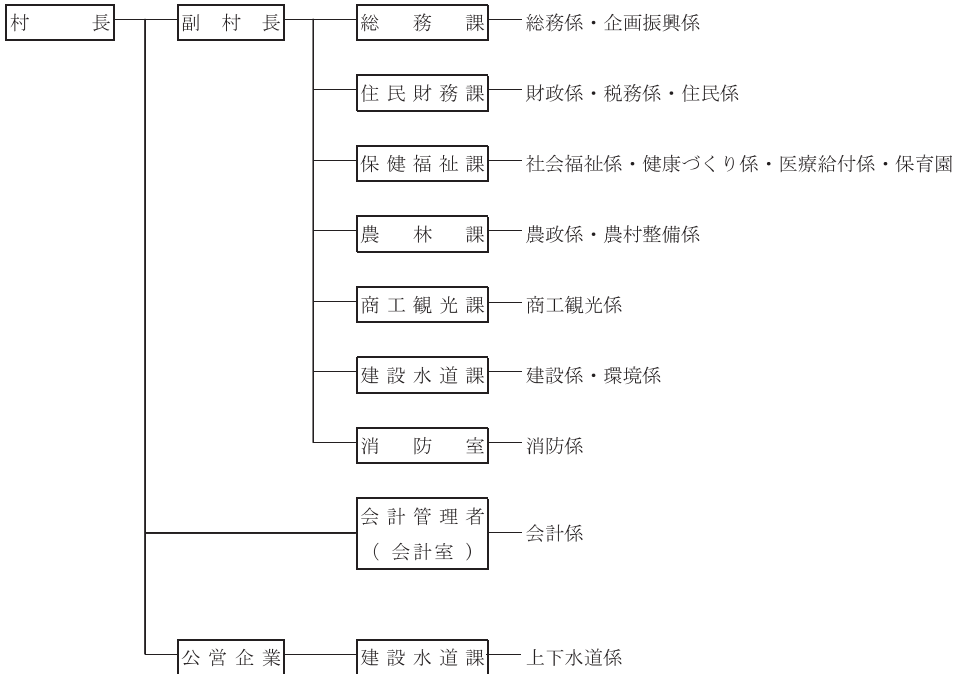 村長 副村長 総務課 総務係・企画振興係
住民財務課 財政係・税務係・住民係
保健福祉課 社会福祉係・健康づくり係・医療給付係・保育園
農林課 農政係・農村整備係
商工観光課 商工観光係
建設水道課 建設係・環境係
消防室 消防係
会計管理者
（会計室） 会計係
公営企業 建設水道課 上下水道係